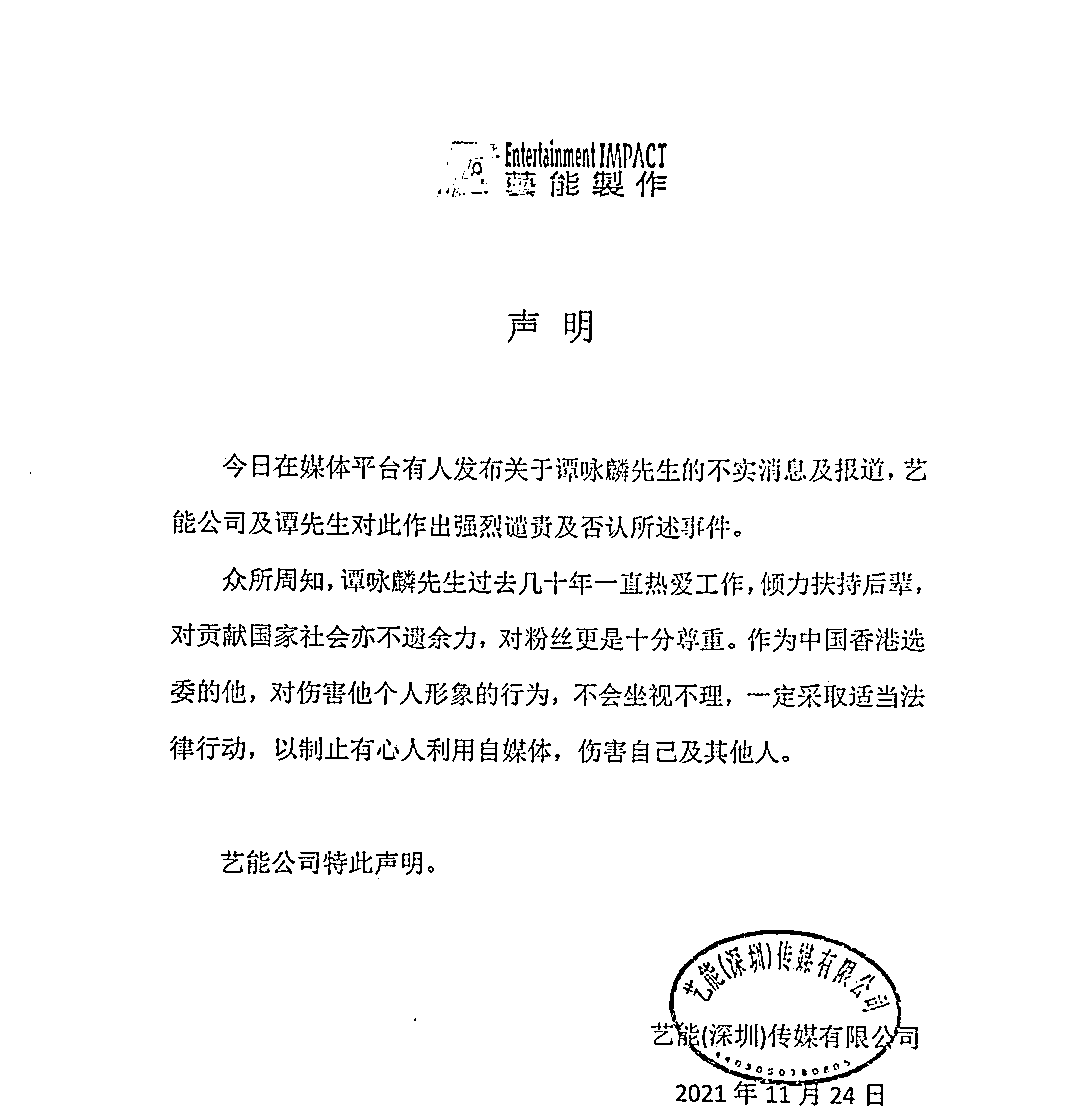 Entertainment IMPACT
藝能製作
声 明
今日在媒体平台有人发布关于谭咏麟先生的不实消息及报道，艺
能公司及谭先生对此作出强烈谴责及否认所述事件。
众所周知，谭咏麟先生过去几十年一直热爱工作，倾力扶持后辈，
对贡献国家社会亦不遗余力，对粉丝更是十分尊重。作为中国香港选
委的他，对伤害他个人形象的行为，不会坐视不理，一定采取适当法
律行动，以制止有心人利用自媒体，伤害自己及其他人。
艺能公司特此声明。
艺能(深圳)传媒有限公司
艺能(深圳)传媒有限公司
2021 年 11 月 24 日